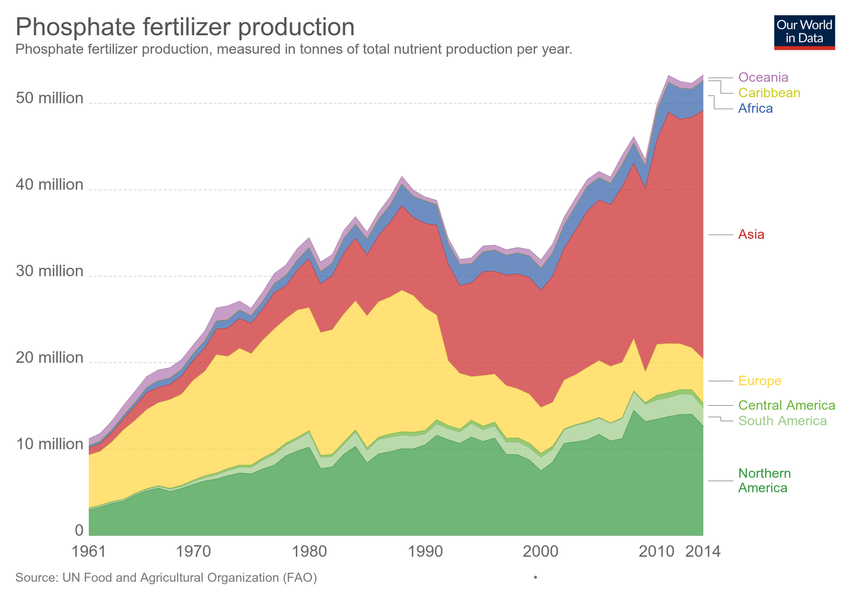 Phosphate fertilizer production
Phosphate fertilizer production, measured in tonnes of total nutrient production per year.
Our World
in Data
50 million
40 million
30 million
20 million
10 million
0
1961
1970
1980
1990
2000
2010
2014
Oceania
Caribbean
Africa
Asia
Europe
Central America
South America
Northern
America
Source: UN Food and Agricultural Organization (FAO)